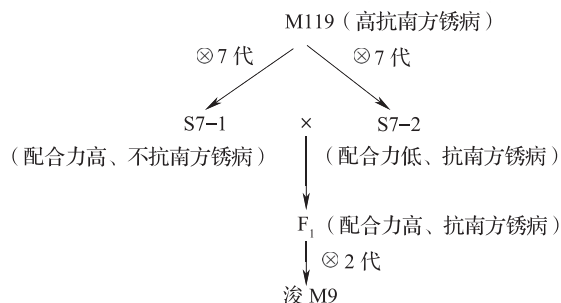 M119（高抗南方锈病）
⊗7 代 ⊗7 代
S7-1 × S7-2
（配合力高、不抗南方锈病） （配合力低、抗南方锈病）
F₁（配合力高、抗南方锈病）
⊗2 代
浚 M9